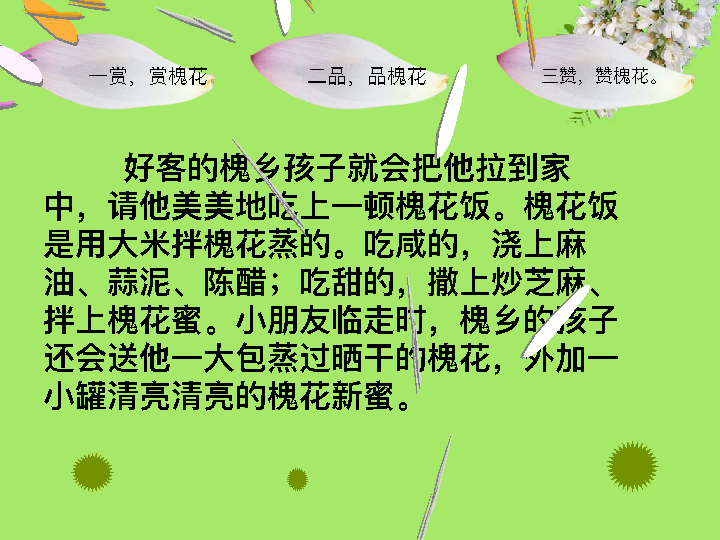 一赏，赏槐花
二品，品槐花
三赞，赞槐花。
好客的槐乡孩子就会把他拉到家
中，请他美美地吃上一顿槐花饭。槐花饭
是用大米拌槐花蒸的。吃咸的，浇上麻
油、蒜泥、陈醋；吃甜的，撒上炒芝麻、
拌上槐花蜜。小朋友临走时，槐乡的孩子
还会送他一大包蒸过晒干的槐花，外加一
小罐清亮清亮的槐花新蜜。